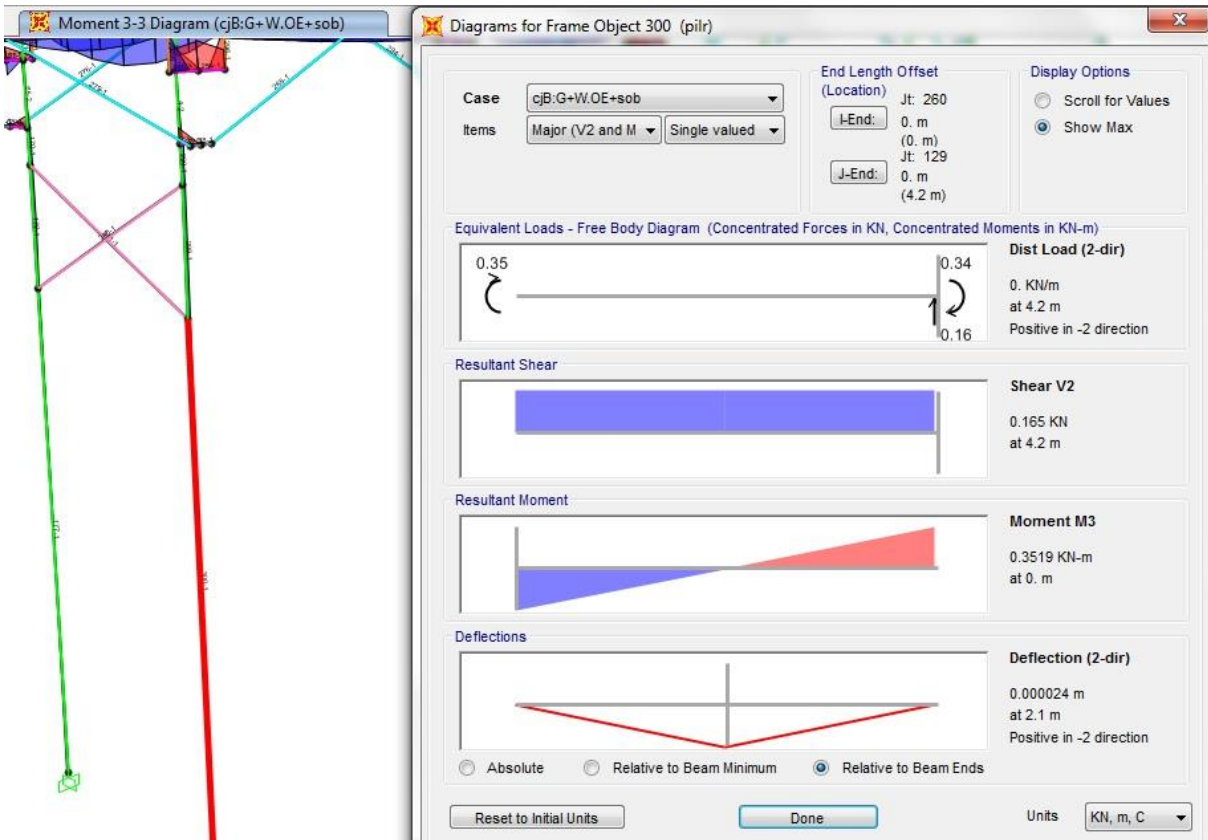 Moment 3-3 Diagram (cjB:G+W.OE+sob)
Diagrams for Frame Object 300 (pilr)
X
Case
cjB:G+W.OE+sob
Items
Major (V2 and M
Single valued
End Length Offset
(Location)
Jt: 260
I-End:
0. m
(0. m)
Jt: 129
J-End:
0. m
(4.2 m)
Display Options
Scroll for Values
Show Max
Equivalent Loads - Free Body Diagram (Concentrated Forces in KN, Concentrated Moments in KN-m)
0.35
0.34
0.16
Dist Load (2-dir)
0. KN/m
at 4.2 m
Positive in -2 direction
Resultant Shear
Shear V2
0.165 KN
at 4.2 m
Resultant Moment
Moment M3
0.3519 KN-m
at 0. m
Deflections
Deflection (2-dir)
0.000024 m
at 2.1 m
Positive in -2 direction
Absolute
Relative to Beam Minimum
Relative to Beam Ends
Reset to Initial Units
Done
Units
KN, m, C